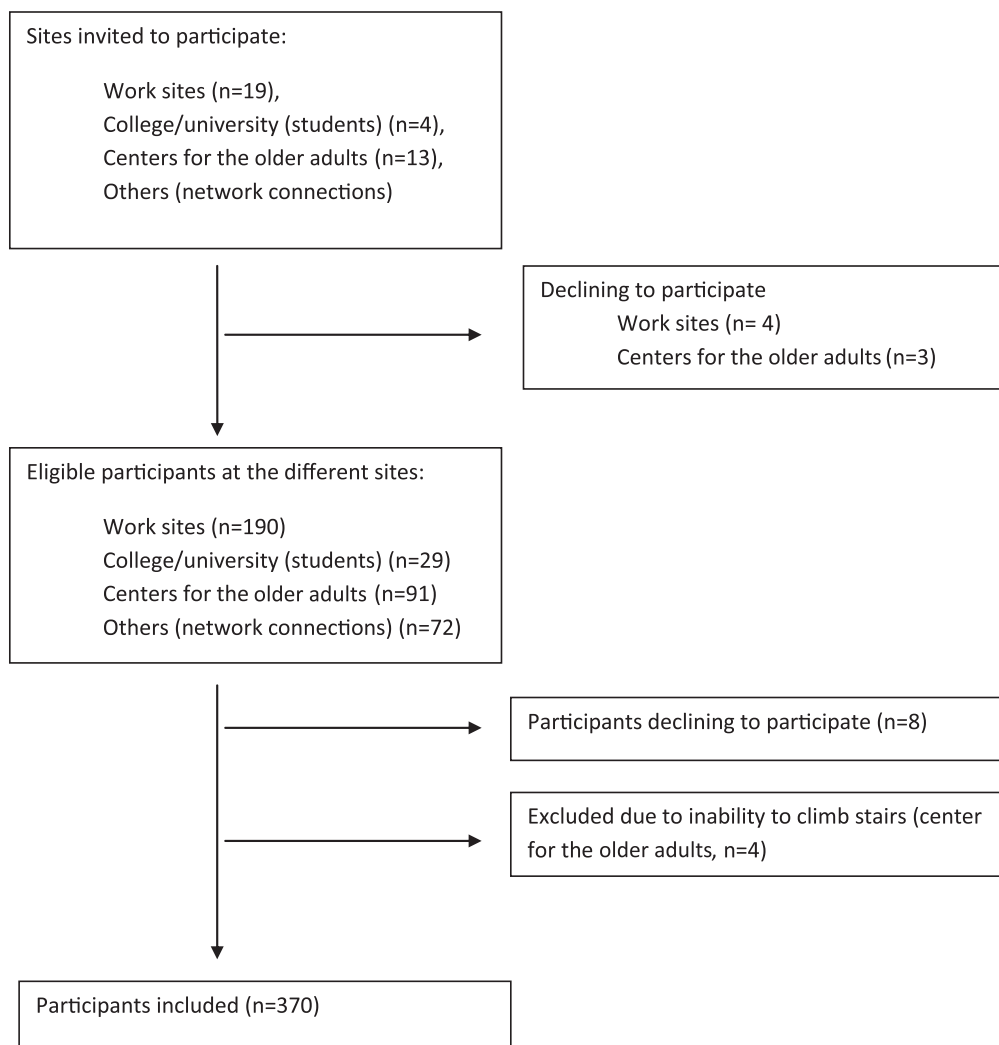 Sites invited to participate:
Work sites (n=19),
College/university (students) (n=4),
Centers for the older adults (n=13),
Others (network connections)
Declining to participate
Work sites (n= 4)
Centers for the older adults (n=3)
Eligible participants at the different sites:
Work sites (n=190)
College/university (students) (n=29)
Centers for the older adults (n=91)
Others (network connections) (n=72)
Participants declining to participate (n=8)
Excluded due to inability to climb stairs (center
for the older adults, n=4)
Participants included (n=370)